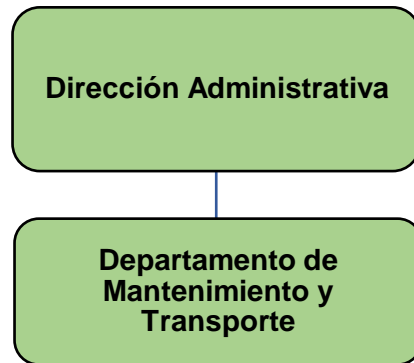 Dirección Administrativa
Departamento de
Mantenimiento y
Transporte